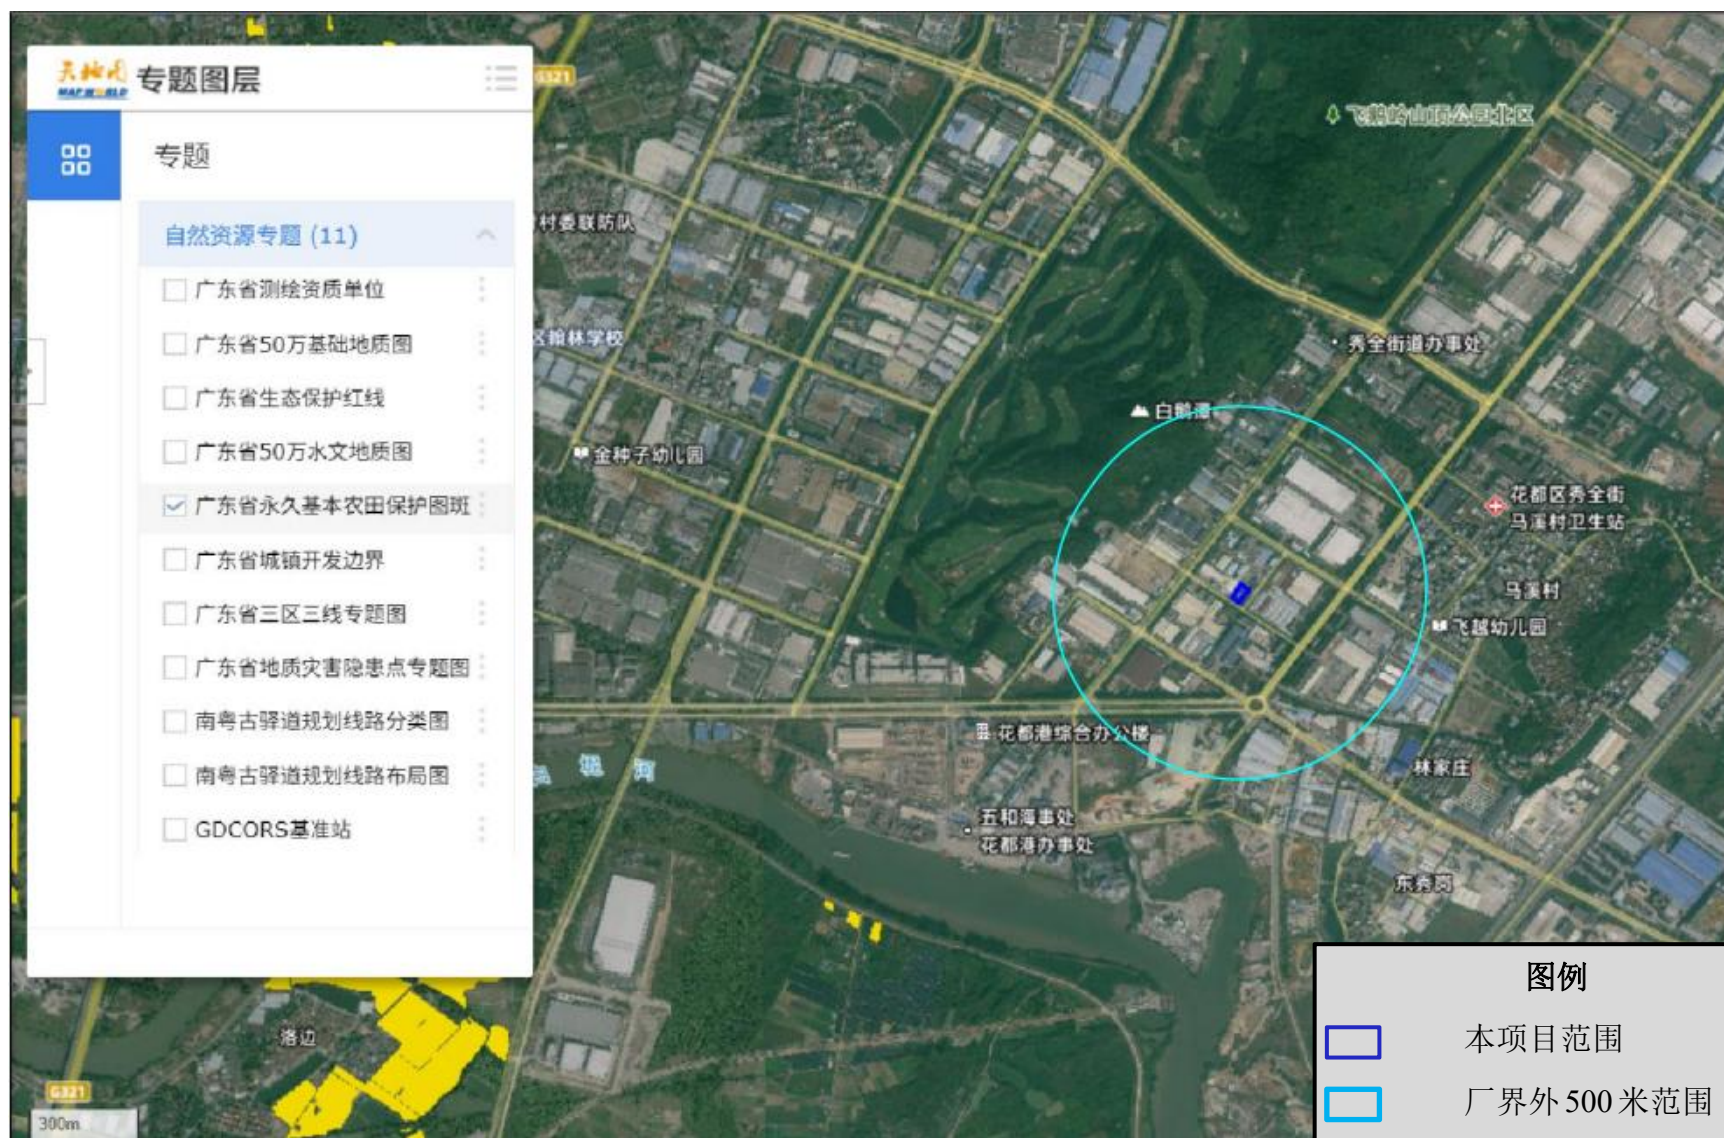 天地图
MAP WORLD
专题图层
专题
自然资源专题 (11)
广东省测绘资质单位
广东省50万基础地质图
广东省生态保护红线
广东省50万水文地质图
广东省永久基本农田保护图斑
广东省城镇开发边界
广东省三区三线专题图
广东省地质灾害隐患点专题图
南粤古驿道规划线路分类图
南粤古驿道规划线路布局图
GDCORS基准站
G321
飞鹅岭山顶公园北区
村委联防队
区翰林学校
秀全街道办事处
白鹅潭
金种子幼儿园
花都区秀全街
马溪村卫生站
马溪村
飞越幼儿园
花都港综合办公楼
河
林家庄
五和海事处
花都港办事处
东秀岗
洛边
G321
300m
图例
本项目范围
厂界外500米范围